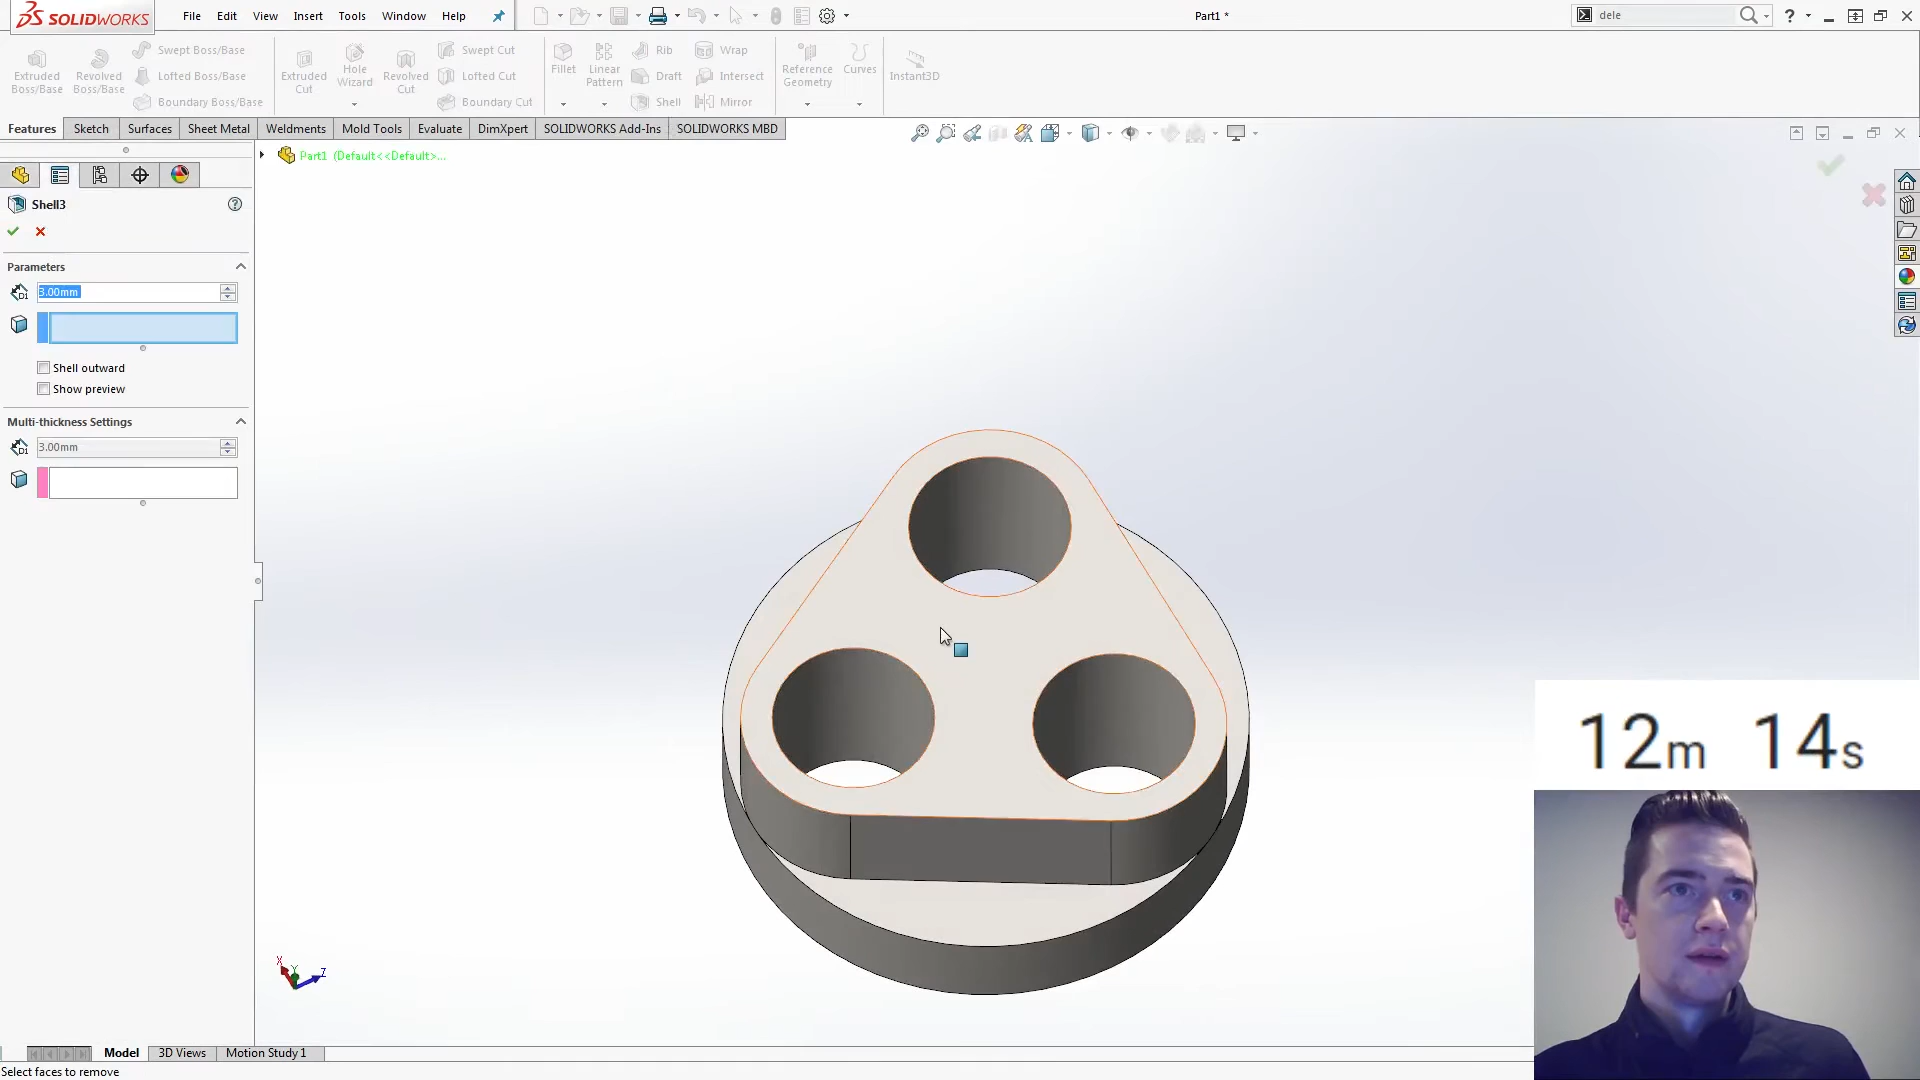 SOLIDWORKS
File Edit View Insert Tools Window Help
Part1 *
dele
Extruded Boss/Base
Revolved Boss/Base
Swept Boss/Base
Lofted Boss/Base
Boundary Boss/Base
Extruded Cut
Hole Wizard
Revolved Cut
Swept Cut
Lofted Cut
Boundary Cut
Fillet
Linear Pattern
Rib
Draft
Shell
Wrap
Intersect
Mirror
Reference Geometry
Curves
Instant3D
Features Sketch Surfaces Sheet Metal Weldments Mold Tools Evaluate DimXpert SOLIDWORKS Add-Ins SOLIDWORKS MBD
Part1 (Default<<Default>...
Shell3
Parameters
3.00mm
Shell outward
Show preview
Multi-thickness Settings
3.00mm
12m 14s
X Y Z
Model 3D Views Motion Study 1
Select faces to remove